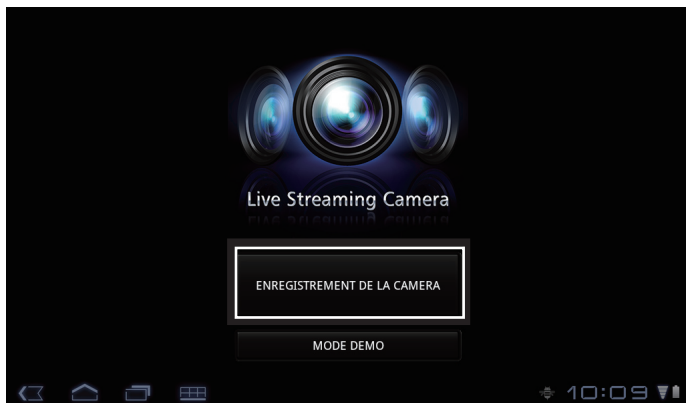 Live Streaming Camera
ENREGISTREMENT DE LA CAMERA
MODE DEMO
10:09